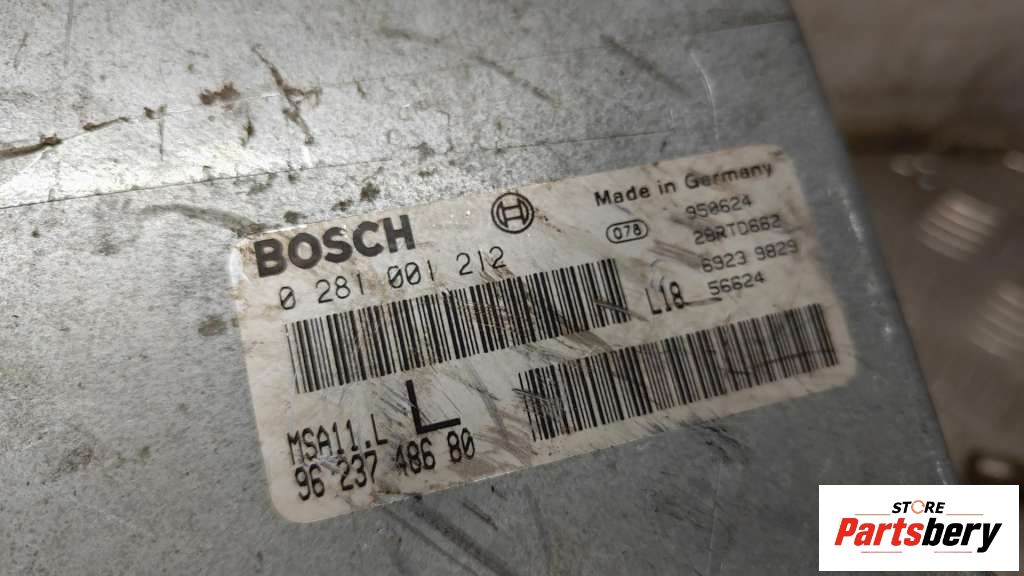 BOSCH
Made in Germany
0 281 001 212
078
950624
28RTD662
6923 9829
L18 56624
L
MSA11.L
96 237 486 80
STORE
Partsbery